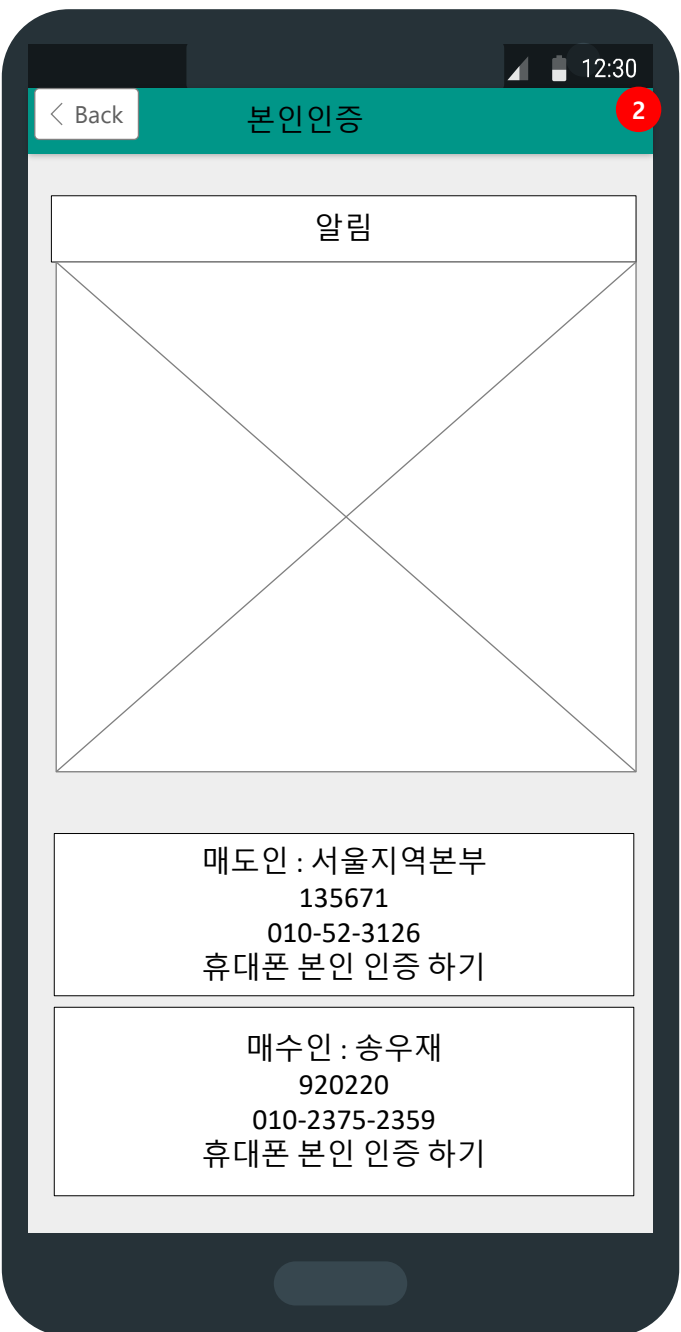 12:30
< Back
본인인증
2
알림
매도인 : 서울지역본부
135671
010-52-3126
휴대폰 본인 인증 하기
매수인 : 송우재
920220
010-2375-2359
휴대폰 본인 인증 하기